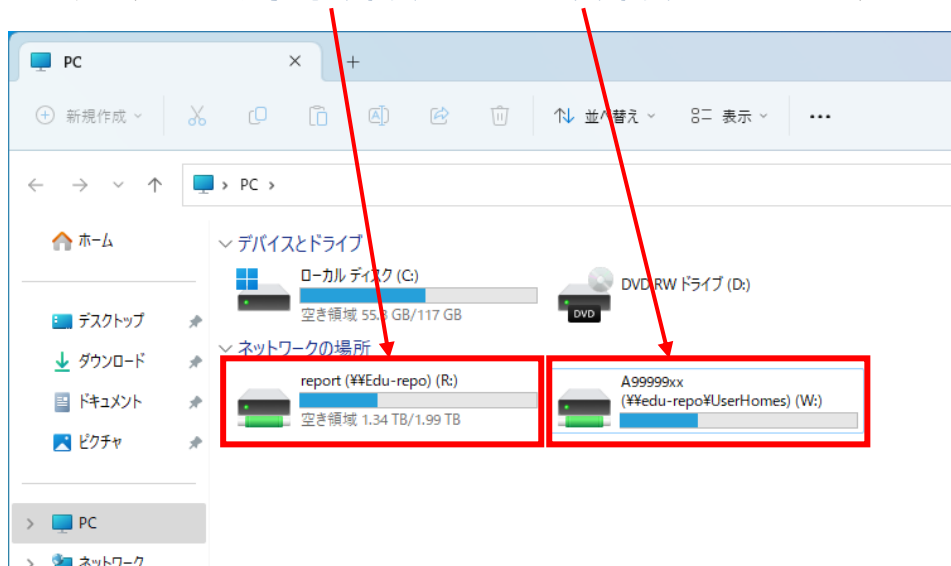 PC
新規作成
並べ替え
表示
PC
ホーム
デスクトップ
ダウンロード
ドキュメント
ピクチャ
PC
ネットワーク
デバイスとドライブ
ローカル ディスク (C:)
空き領域 55.8 GB/117 GB
DVD RW ドライブ (D:)
DVD
ネットワークの場所
report (¥¥Edu-repo) (R:)
空き領域 1.34 TB/1.99 TB
A99999xx
(¥¥edu-repo¥UserHomes) (W:)